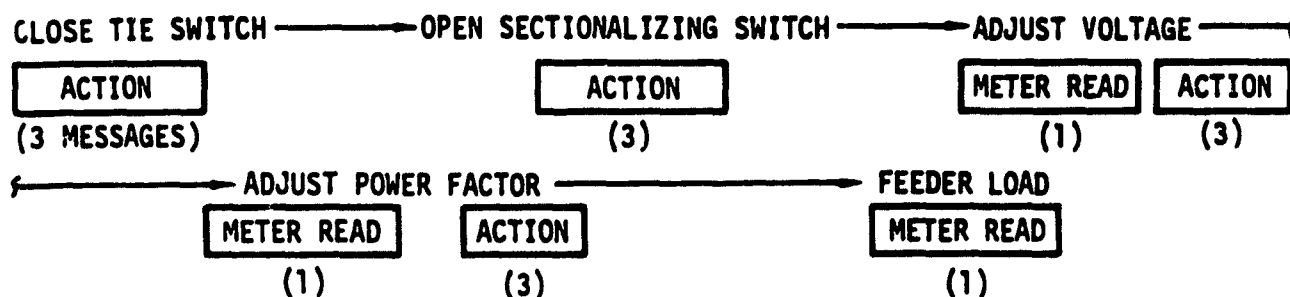 CLOSE TIE SWITCH OPEN SECTIONALIZING SWITCH ADJUST VOLTAGE
ACTION ACTION METER READ ACTION
(3 MESSAGES) (3) (1) (3)
ADJUST POWER FACTOR FEEDER LOAD
METER READ ACTION METER READ
(1) (3) (1)